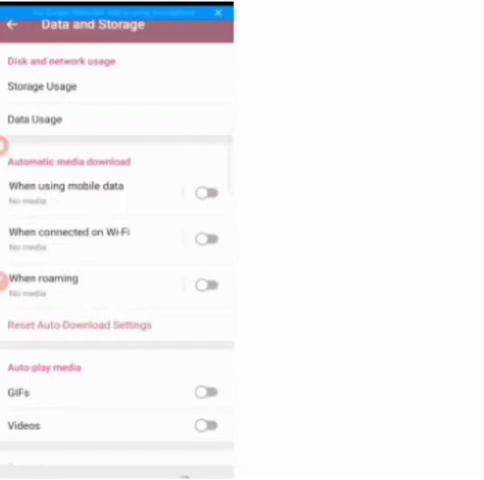 Data and Storage
Disk and network usage
Storage Usage
Data Usage
Automatic media download
When using mobile data
No media
When connected on Wi-Fi
No media
When roaming
No media
Reset Auto-Download Settings
Auto-play media
GIFs
Videos